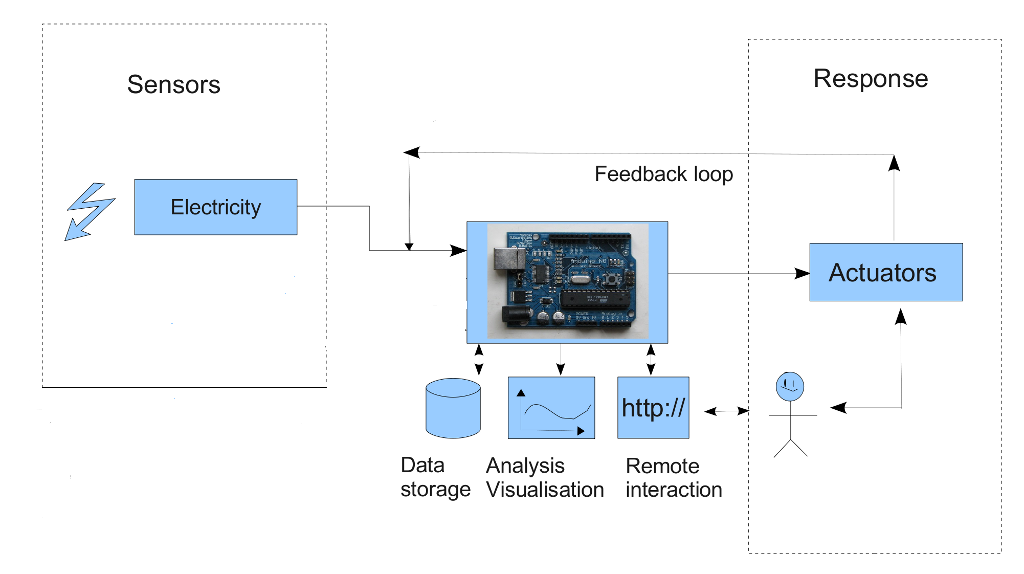 Sensors
Response
Feedback loop
Electricity
Actuators
http://
Data
storage
Analysis
Visualisation
Remote
interaction